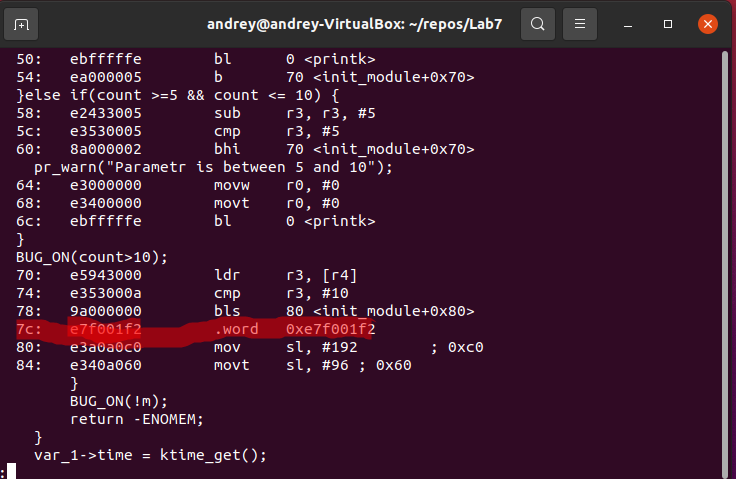 andrey@andrey-VirtualBox: ~/repos/Lab7
50: ebfffffe bl 0 <printk>
54: ea000005 b 70 <init_module+0x70>
}else if(count >=5 && count <= 10) {
58: e2433005 sub r3, r3, #5
5c: e3530005 cmp r3, #5
60: 8a000002 bhi 70 <init_module+0x70>
pr_warn("Parametr is between 5 and 10");
64: e3000000 movw r0, #0
68: e3400000 movt r0, #0
6c: ebfffffe bl 0 <printk>
}
BUG_ON(count>10);
70: e5943000 ldr r3, [r4]
74: e353000a cmp r3, #10
78: 9a000000 bls 80 <init_module+0x80>
7c: e7f001f2 .word 0xe7f001f2
80: e3a0a0c0 mov sl, #192 ; 0xc0
84: e340a060 movt sl, #96 ; 0x60
}
BUG_ON(!m);
return -ENOMEM;
}
var_1->time = ktime_get();
: